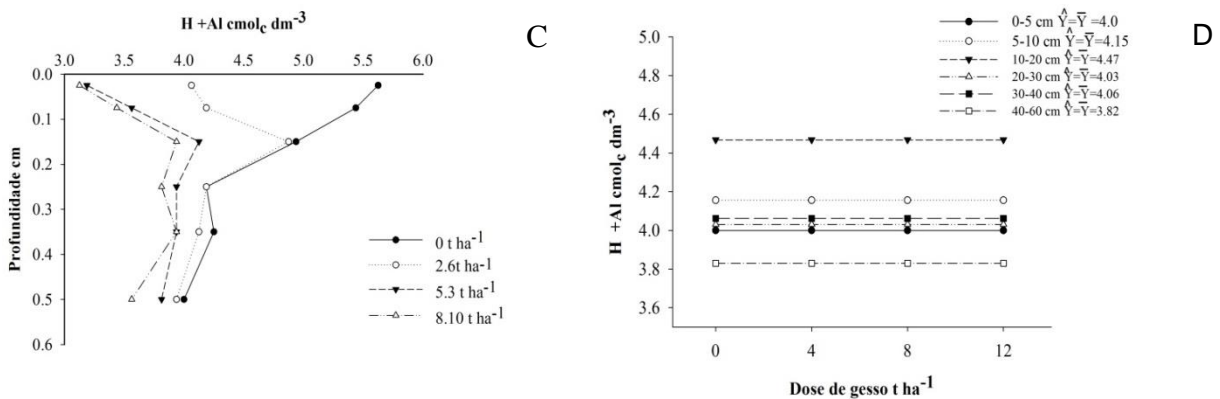 H +Al cmol_c dm^-3
C
3.0 3.5 4.0 4.5 5.0 5.5 6.0
0.0
0.1
0.2
0.3
0.4
0.5
0.6
Profundidade cm
0 t ha^-1
2.6t ha^-1
5.3 t ha^-1
8.10 t ha^-1
D
0-5 cm Ŷ=Y̅=4.0
5-10 cm Ŷ=Y̅=4.15
10-20 cm Ŷ=Y̅=4.47
20-30 cm Ŷ=Y̅=4.03
30-40 cm Ŷ=Y̅=4.06
40-60 cm Ŷ=Y̅=3.82
H +Al cmol_c dm^-3
5.0
4.8
4.6
4.4
4.2
4.0
3.8
3.6
0 4 8 12
Dose de gesso t ha^-1